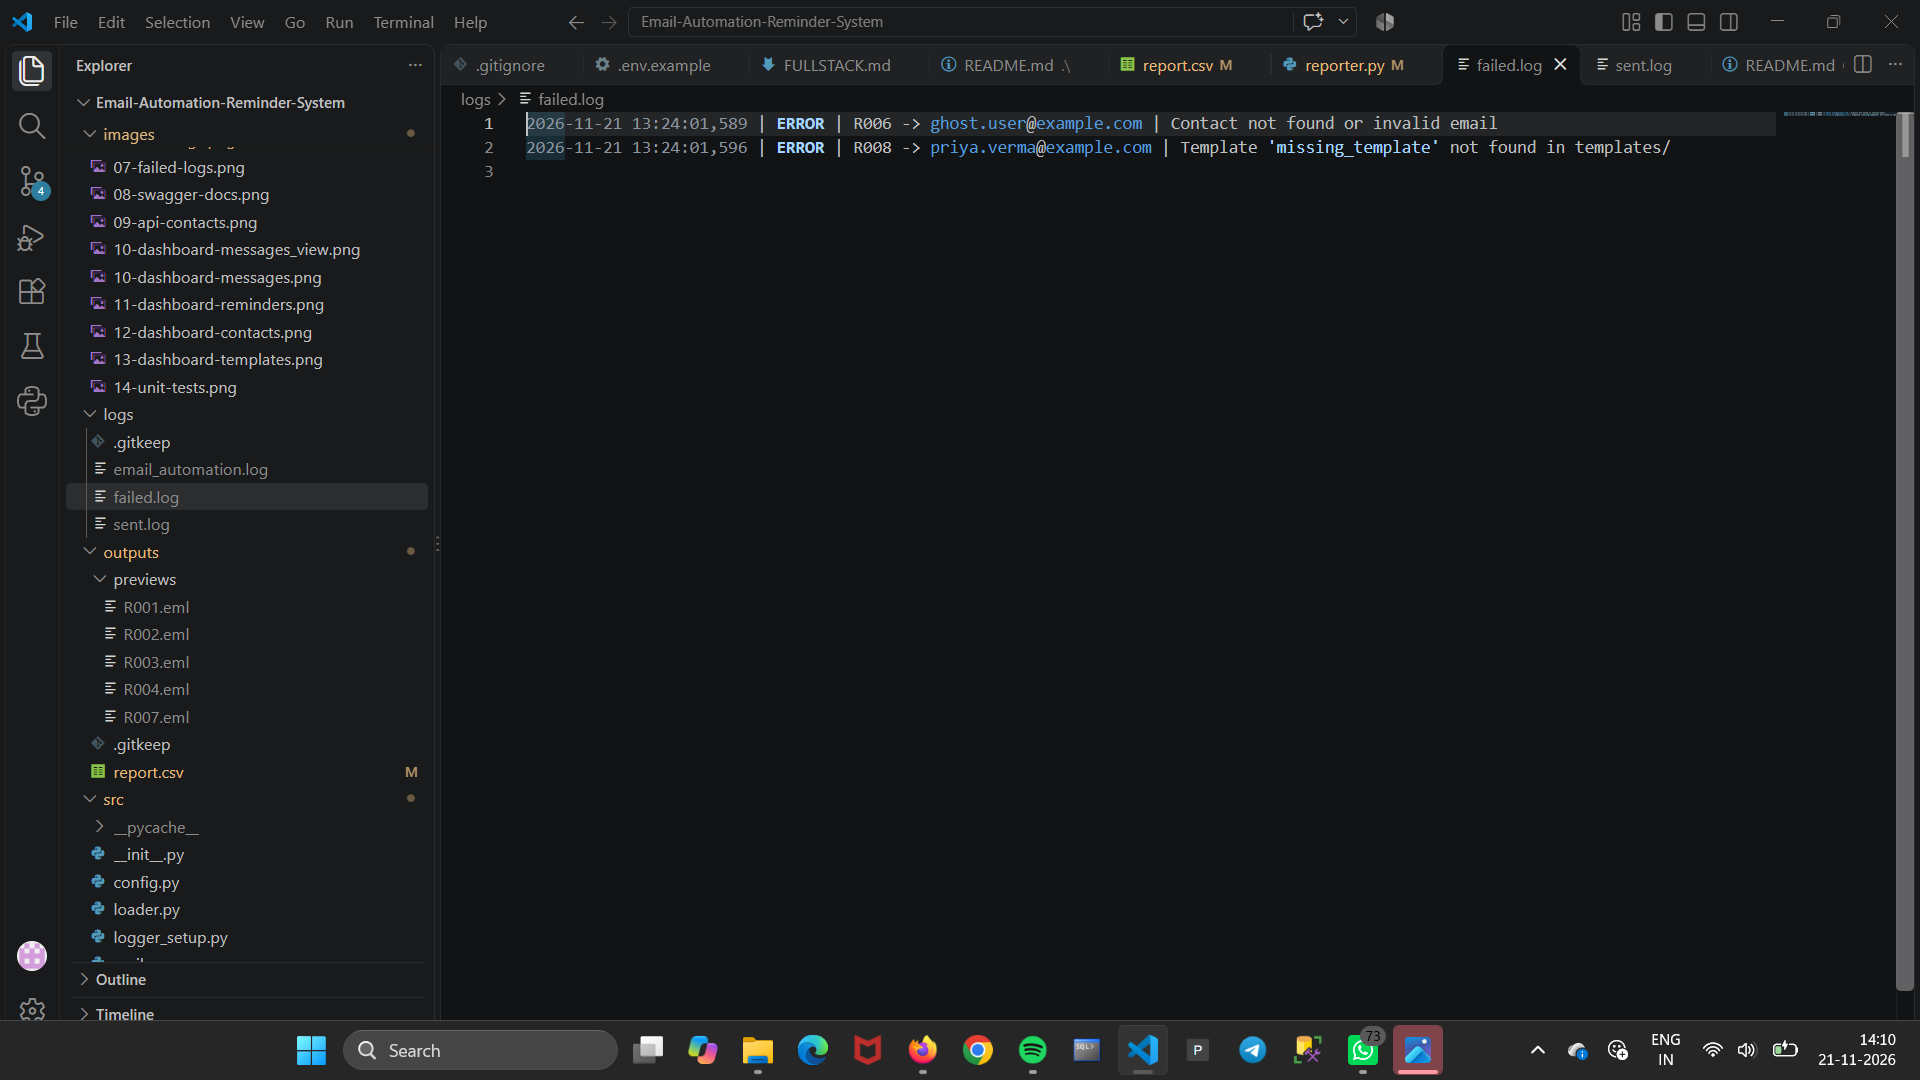 File Edit Selection View Go Run Terminal Help
Email-Automation-Reminder-System
Explorer
.gitignore
.env.example
FULLSTACK.md
README.md .\
report.csv M
reporter.py M
failed.log
sent.log
README.md
Email-Automation-Reminder-System
images
07-failed-logs.png
08-swagger-docs.png
09-api-contacts.png
10-dashboard-messages_view.png
10-dashboard-messages.png
11-dashboard-reminders.png
12-dashboard-contacts.png
13-dashboard-templates.png
14-unit-tests.png
logs
.gitkeep
email_automation.log
failed.log
sent.log
outputs
previews
R001.eml
R002.eml
R003.eml
R004.eml
R007.eml
.gitkeep
report.csv M
src
__pycache__
__init__.py
config.py
loader.py
logger_setup.py
Outline
Timeline
4
logs > failed.log
1 2026-11-21 13:24:01,589 | ERROR | R006 -> ghost.user@example.com | Contact not found or invalid email
2 2026-11-21 13:24:01,596 | ERROR | R008 -> priya.verma@example.com | Template 'missing_template' not found in templates/
3
Search
SQL>
P
73
ENG
IN
14:10
21-11-2026